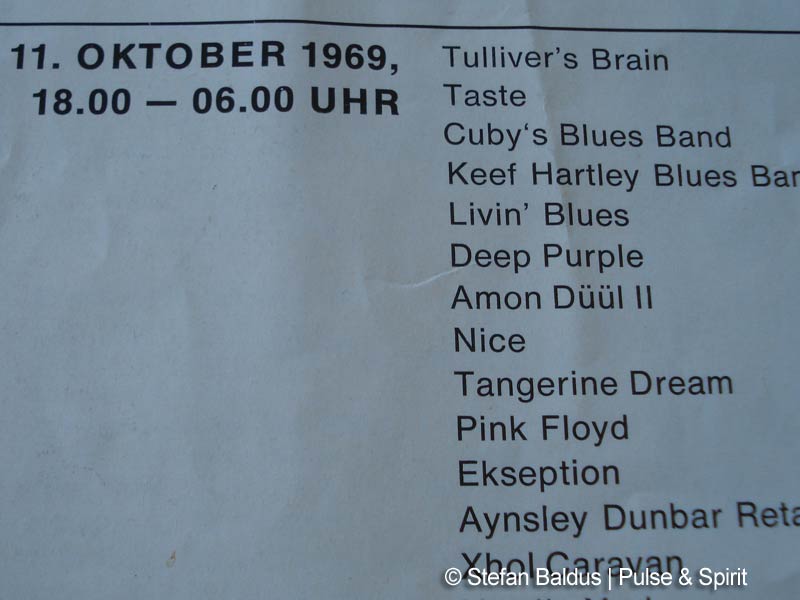 11. OKTOBER 1969,
18.00 — 06.00 UHR
Tulliver's Brain
Taste
Cuby's Blues Band
Keef Hartley Blues
Livin' Blues
Deep Purple
Amon Düül II
Nice
Tangerine Dream
Pink Floyd
Ekseption
Aynsley Dunbar
Xhol Caravan
© Stefan Baldus | Pulse & Spirit